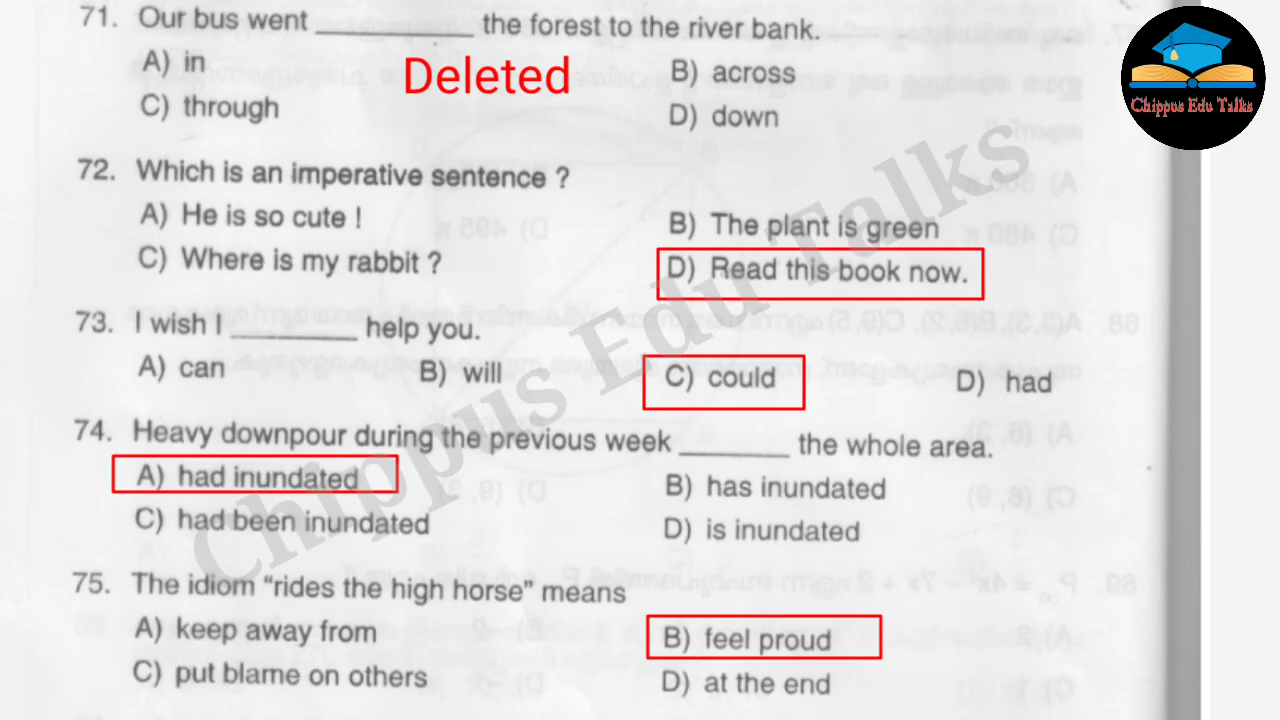 71. Our bus went ____________ the forest to the river bank.
A) in
Deleted
B) across
C) through
D) down
Chippus Edu Talks
72. Which is an imperative sentence ?
A) He is so cute !
B) The plant is green
C) Where is my rabbit ?
D) Read this book now.
73. I wish I __________ help you.
A) can B) will C) could D) had
74. Heavy downpour during the previous week ________ the whole area.
A) had inundated
B) has inundated
C) had been inundated
D) is inundated
75. The idiom “rides the high horse” means
A) keep away from
B) feel proud
C) put blame on others
D) at the end
Chippus Edu Talks